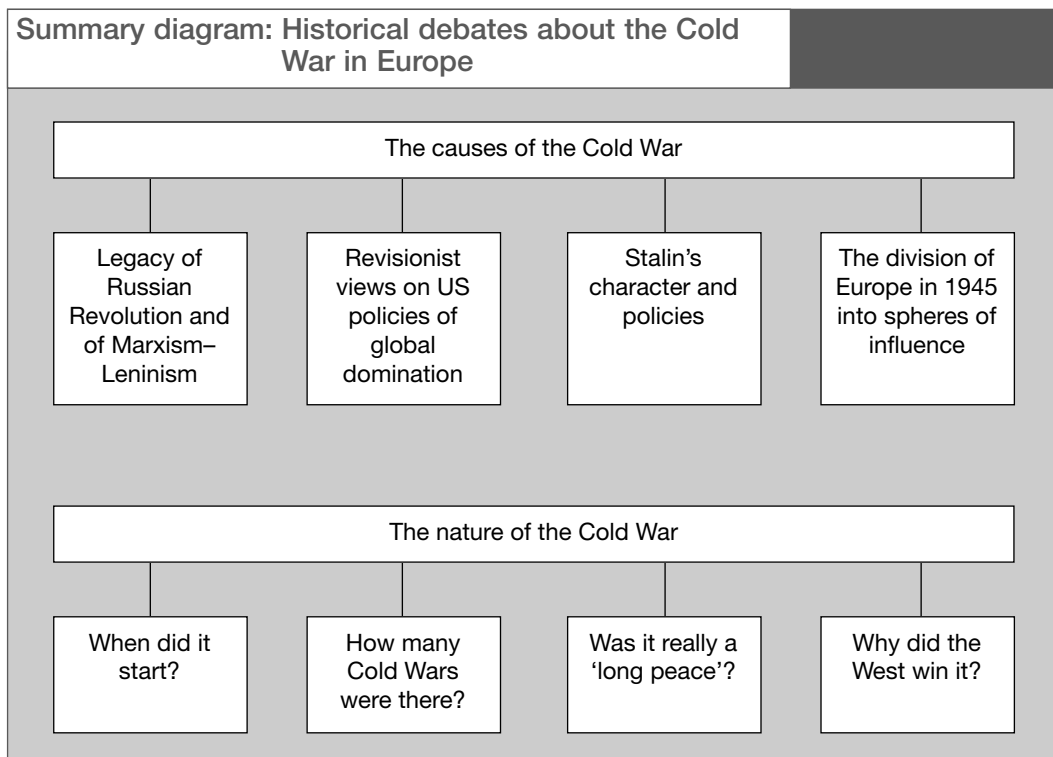 Summary diagram: Historical debates about the Cold
War in Europe
The causes of the Cold War
Legacy of
Russian
Revolution and
of Marxism–
Leninism
Revisionist
views on US
policies of
global
domination
Stalin’s
character and
policies
The division of
Europe in 1945
into spheres of
influence
The nature of the Cold War
When did it
start?
How many
Cold Wars
were there?
Was it really a
‘long peace’?
Why did the
West win it?